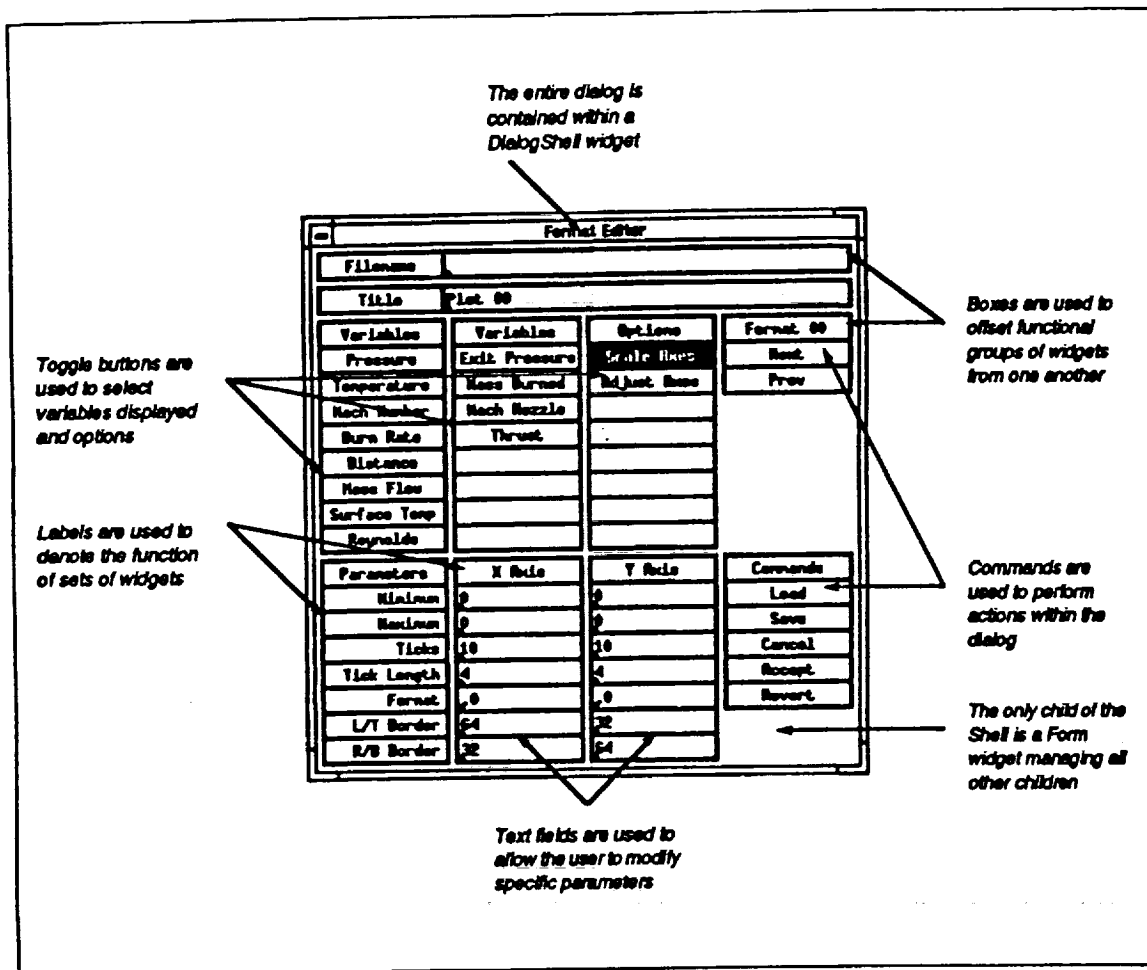 The entire dialog is
contained within a
DialogShell widget
Format Editor
Filename
Title
Plot 00
Variables
Pressure
Temperature
Mach Number
Burn Rate
Distance
Mass Flow
Surface Temp
Reynolds
Variables
Exit Pressure
Mass Burned
Mach Nozzle
Thrust
Options
Scale Axes
Adjust Axes
Format 00
Next
Prev
Parameters
Minimum
Maximum
Ticks
Tick Length
Format
L/T Border
R/B Border
X Axis
0
0
10
4
.0
64
32
Y Axis
0
0
10
4
.0
32
64
Commands
Load
Save
Cancel
Accept
Revert
Toggle buttons are
used to select
variables displayed
and options
Labels are used to
denote the function
of sets of widgets
Boxes are used to
offset functional
groups of widgets
from one another
Commands are
used to perform
actions within the
dialog
The only child of the
Shell is a Form
widget managing all
other children
Text fields are used to
allow the user to modify
specific parameters